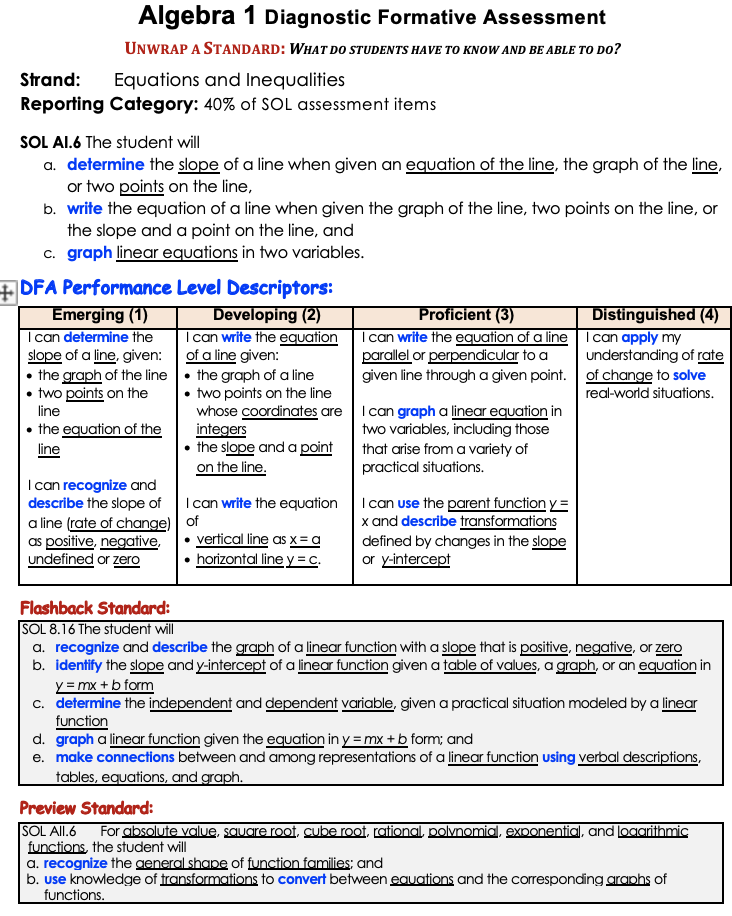 Algebra 1 Diagnostic Formative Assessment
UNWRAP A STANDARD: WHAT DO STUDENTS HAVE TO KNOW AND BE ABLE TO DO?
Strand: Equations and Inequalities
Reporting Category: 40% of SOL assessment items
SOL AI.6 The student will
a. determine the slope of a line when given an equation of the line, the graph of the line,
or two points on the line,
b. write the equation of a line when given the graph of the line, two points on the line, or
the slope and a point on the line, and
c. graph linear equations in two variables.
DFA Performance Level Descriptors:
Emerging (1)
I can determine the
slope of a line, given:
• the graph of the line
• two points on the
line
• the equation of the
line
I can recognize and
describe the slope of
a line (rate of change)
as positive, negative,
undefined or zero
Developing (2)
I can write the equation
of a line given:
• the graph of a line
• two points on the line
whose coordinates are
integers
• the slope and a point
on the line.
I can write the equation
of
• vertical line as x = a
• horizontal line y = c.
Proficient (3)
I can write the equation of a line
parallel or perpendicular to a
given line through a given point.
I can graph a linear equation in
two variables, including those
that arise from a variety of
practical situations.
I can use the parent function y =
x and describe transformations
defined by changes in the slope
or y-intercept
Distinguished (4)
I can apply my
understanding of rate
of change to solve
real-world situations.
Flashback Standard:
SOL 8.16 The student will
a. recognize and describe the graph of a linear function with a slope that is positive, negative, or zero
b. identify the slope and y-intercept of a linear function given a table of values, a graph, or an equation in
y = mx + b form
c. determine the independent and dependent variable, given a practical situation modeled by a linear
function
d. graph a linear function given the equation in y = mx + b form; and
e. make connections between and among representations of a linear function using verbal descriptions,
tables, equations, and graph.
Preview Standard:
SOL AII.6 For absolute value, square root, cube root, rational, polynomial, exponential, and logarithmic
functions, the student will
a. recognize the general shape of function families; and
b. use knowledge of transformations to convert between equations and the corresponding graphs of
functions.